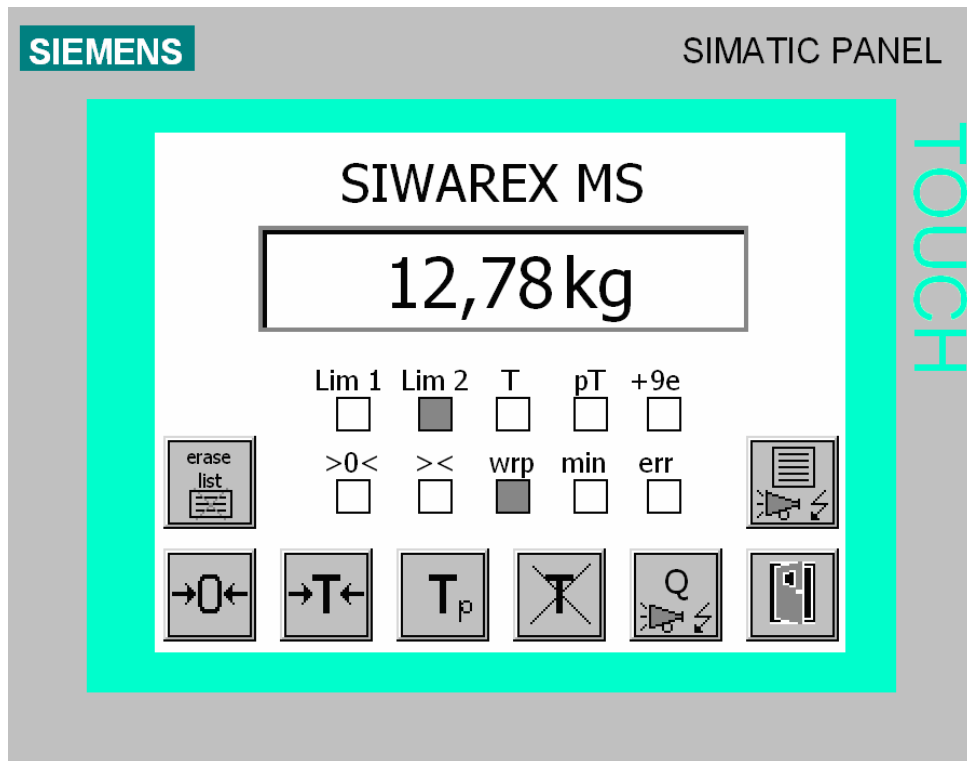 SIEMENS
SIMATIC PANEL
TOUCH
SIWAREX MS
12,78 kg
Lim 1 Lim 2 T pT +9e
>0< >< wrp min err
erase
list
→0← →T← Tp T Q